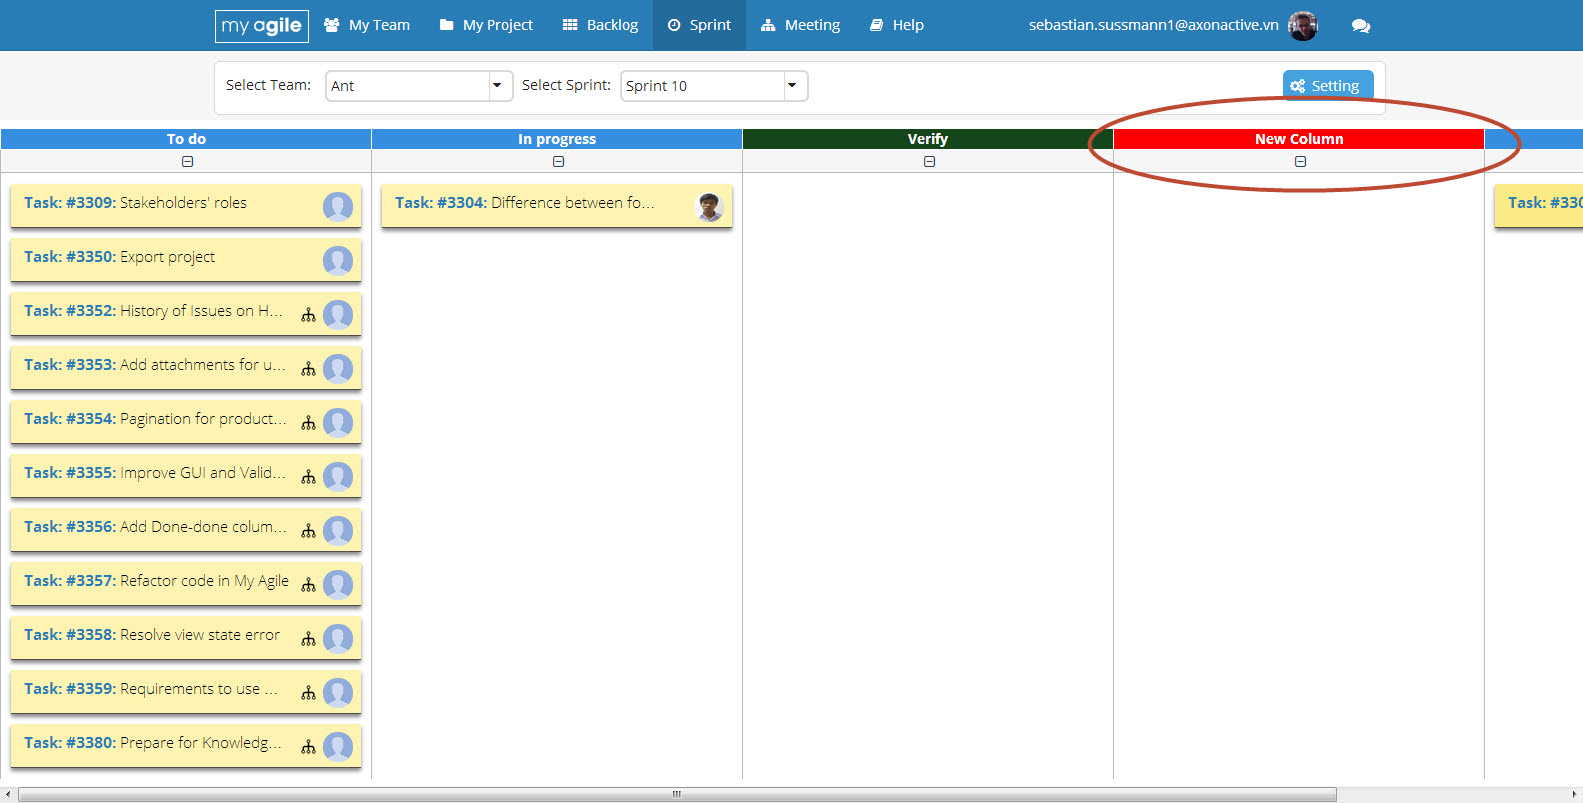 my agile My Team My Project Backlog Sprint Meeting Help sebastian.sussmann1@axonactive.vn
Select Team: Ant Select Sprint: Sprint 10 Setting
To do In progress Verify New Column
Task: #3309: Stakeholders' roles
Task: #3304: Difference between fo...
Task: #330
Task: #3350: Export project
Task: #3352: History of Issues on H...
Task: #3353: Add attachments for u...
Task: #3354: Pagination for product...
Task: #3355: Improve GUI and Valid...
Task: #3356: Add Done-done colum...
Task: #3357: Refactor code in My Agile
Task: #3358: Resolve view state error
Task: #3359: Requirements to use ...
Task: #3380: Prepare for Knowledg...